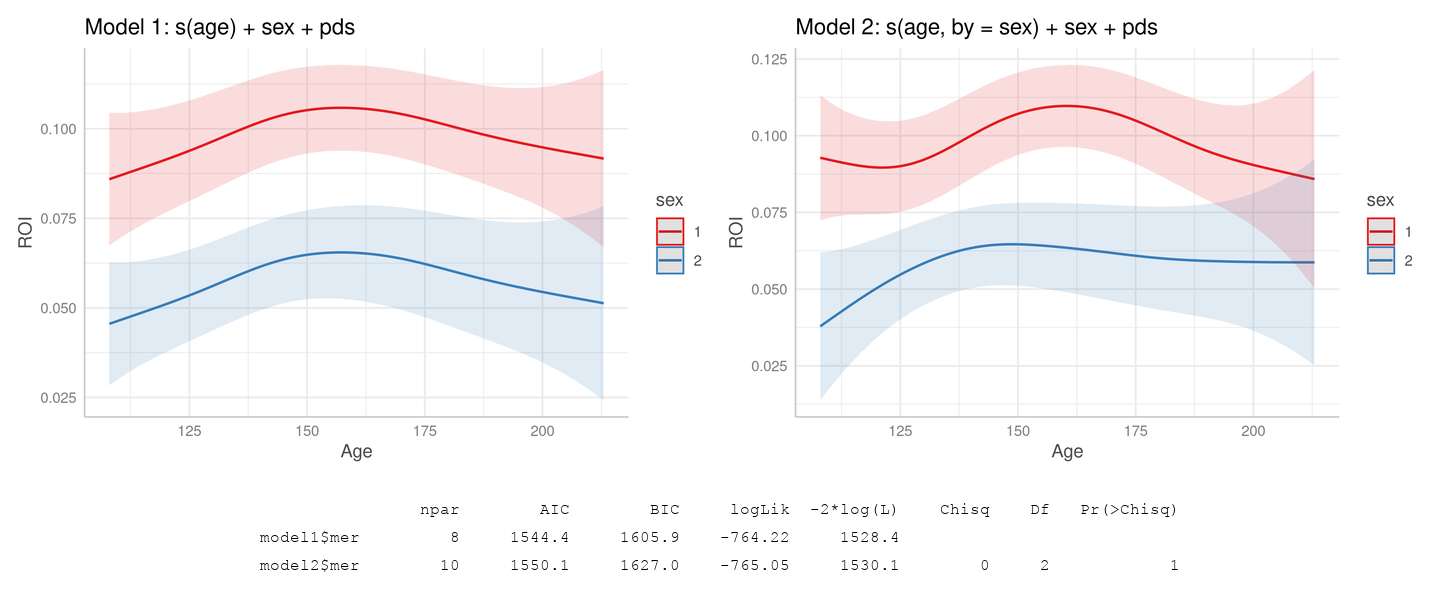 Model 1: s(age) + sex + pds
ROI
0.100
0.075
0.050
0.025
125 150 175 200
Age
sex
1
2
Model 2: s(age, by = sex) + sex + pds
ROI
0.125
0.100
0.075
0.050
0.025
125 150 175 200
Age
sex
1
2
npar AIC BIC logLik -2*log(L) Chisq Df Pr(>Chisq)
model1$mer 8 1544.4 1605.9 -764.22 1528.4
model2$mer 10 1550.1 1627.0 -765.05 1530.1 0 2 1